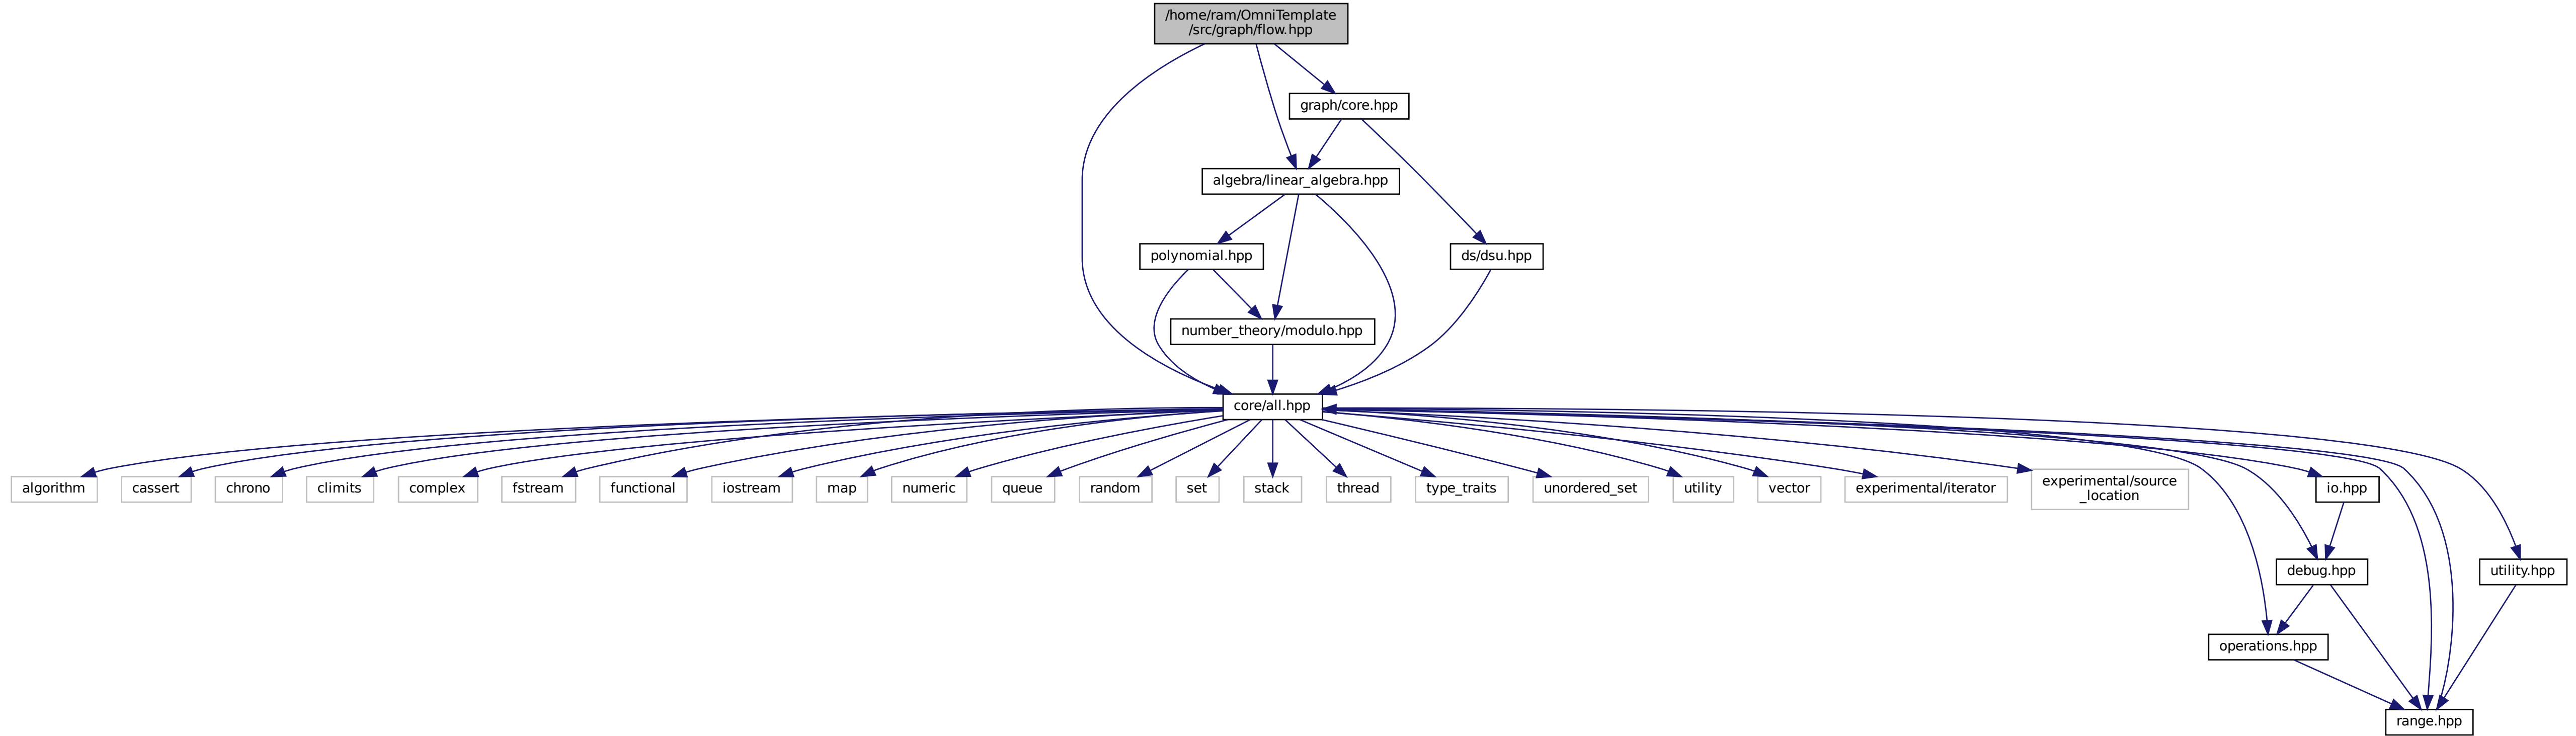 /home/ram/OmniTemplate
/src/graph/flow.hpp
graph/core.hpp
algebra/linear_algebra.hpp
polynomial.hpp
ds/dsu.hpp
number_theory/modulo.hpp
core/all.hpp
algorithm
cassert
chrono
climits
complex
fstream
functional
iostream
map
numeric
queue
random
set
stack
thread
type_traits
unordered_set
utility
vector
experimental/iterator
experimental/source
_location
io.hpp
debug.hpp
utility.hpp
operations.hpp
range.hpp